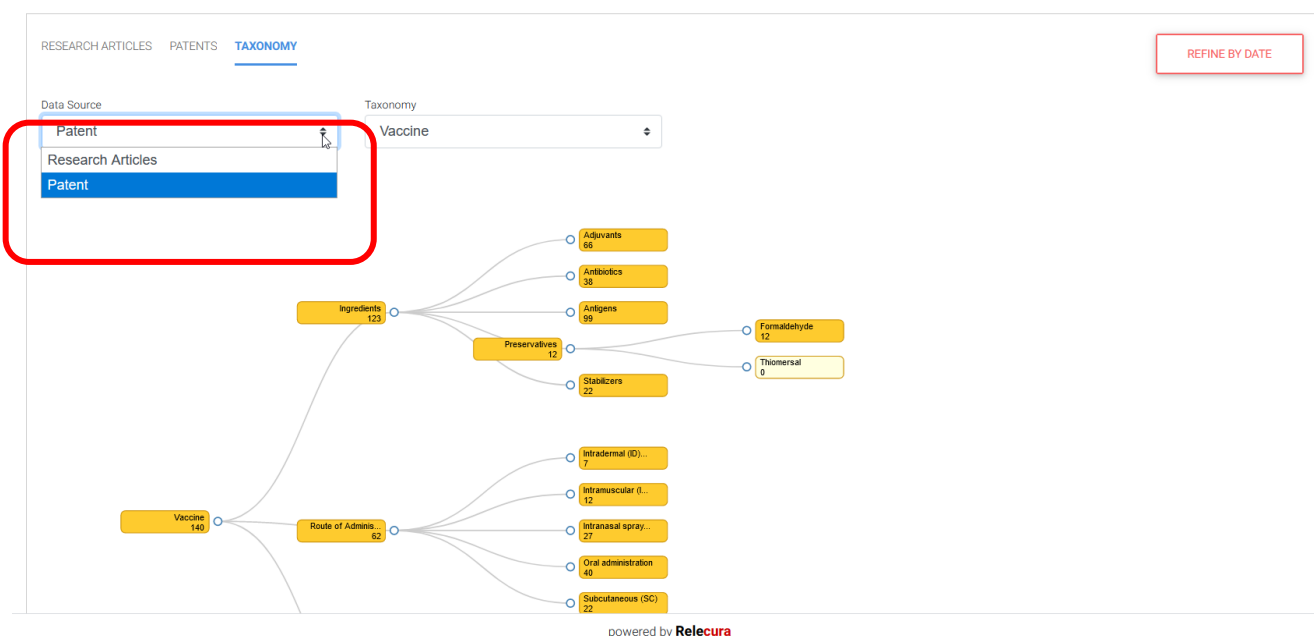 RESEARCH ARTICLES PATENTS TAXONOMY
REFINE BY DATE
Data Source
Taxonomy
Patent
Vaccine
Research Articles
Patent
Adjuvants
66
Antibiotics
38
Ingredients
123
Antigens
99
Preservatives
12
Formaldehyde
12
Thiomersal
0
Stabilizers
22
Intradermal (ID)...
7
Intramuscular (I...
12
Vaccine
140
Route of Adminis...
62
Intranasal spray...
27
Oral administration
40
Subcutaneous (SC)
22
powered by Relecura